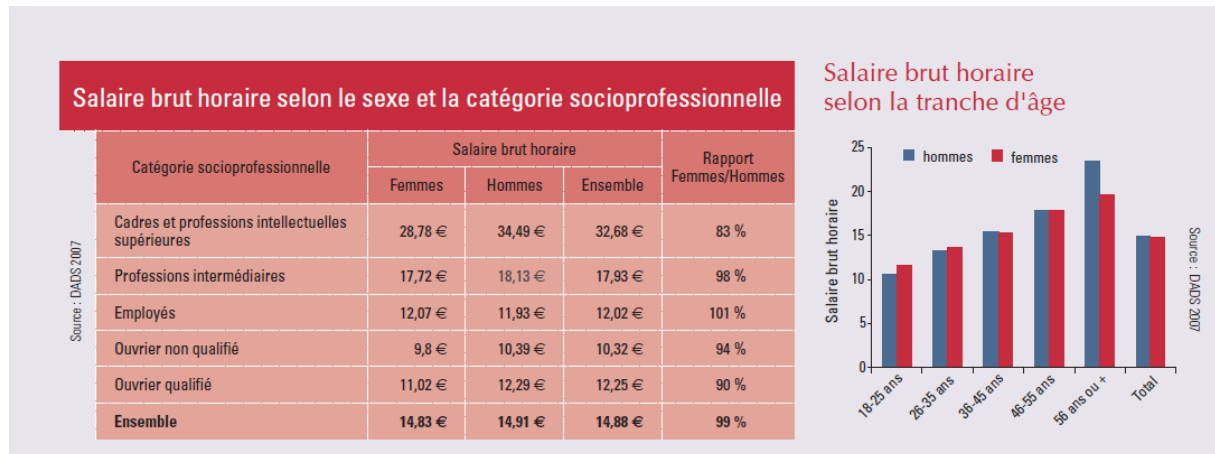 Salaire brut horaire selon le sexe et la catégorie socioprofessionnelle
Catégorie socioprofessionnelle
Salaire brut horaire
Rapport
Femmes/Hommes
Femmes Hommes Ensemble
Cadres et professions intellectuelles
supérieures
28,78 € 34,49 € 32,68 € 83 %
Professions intermédiaires 17,72 € 18,13 € 17,93 € 98 %
Employés 12,07 € 11,93 € 12,02 € 101 %
Ouvrier non qualifié 9,8 € 10,39 € 10,32 € 94 %
Ouvrier qualifié 11,02 € 12,29 € 12,25 € 90 %
Ensemble 14,83 € 14,91 € 14,88 € 99 %
Source : DADS 2007
Salaire brut horaire
selon la tranche d'âge
hommes femmes
Salaire brut horaire
25
20
15
10
5
0
18-25 ans
26-35 ans
36-45 ans
46-55 ans
56 ans ou +
Total
Source : DADS 2007